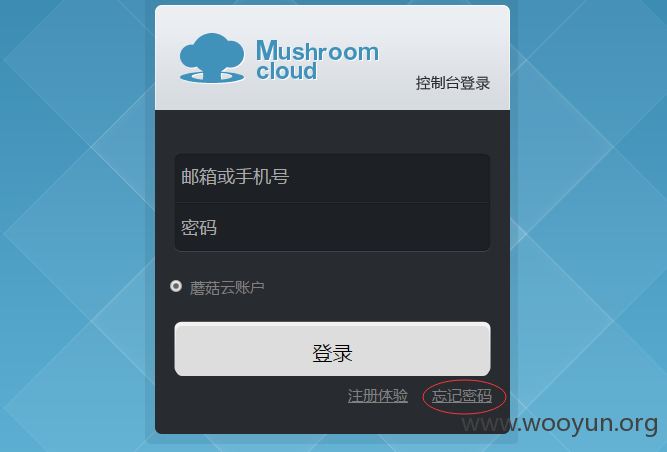 Mushroom
cloud
控制台登录
邮箱或手机号
密码
蘑菇云账户
登录
注册体验 忘记密码
www.wooyun.org